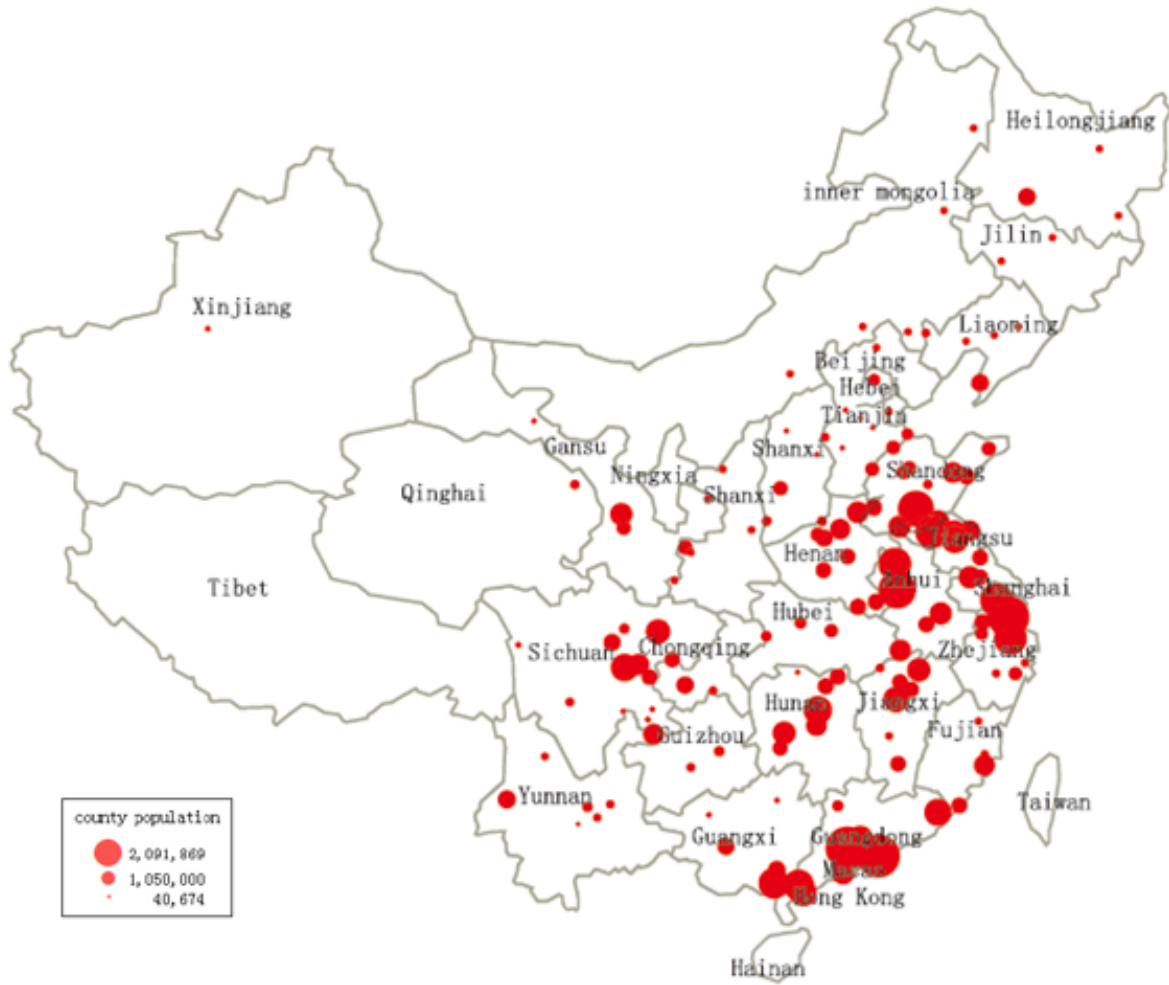 Heilongjiang
inner mongolia
Jilin
Xinjiang
Liaoning
Beijing
Hebei
Tianjin
Gansu
Shanxi
Ningxia
Shandong
Qinghai
Shanxi
Jiangsu
Henan
Tibet
Anhui
Shanghai
Hubei
Sichuan
Chongqing
Zhejiang
Hunan
Jiangxi
Guizhou
Fujian
Yunnan
Taiwan
county population
2,091,869
1,050,000
40,674
Guangxi
Guangdong
Macao
Hong Kong
Hainan